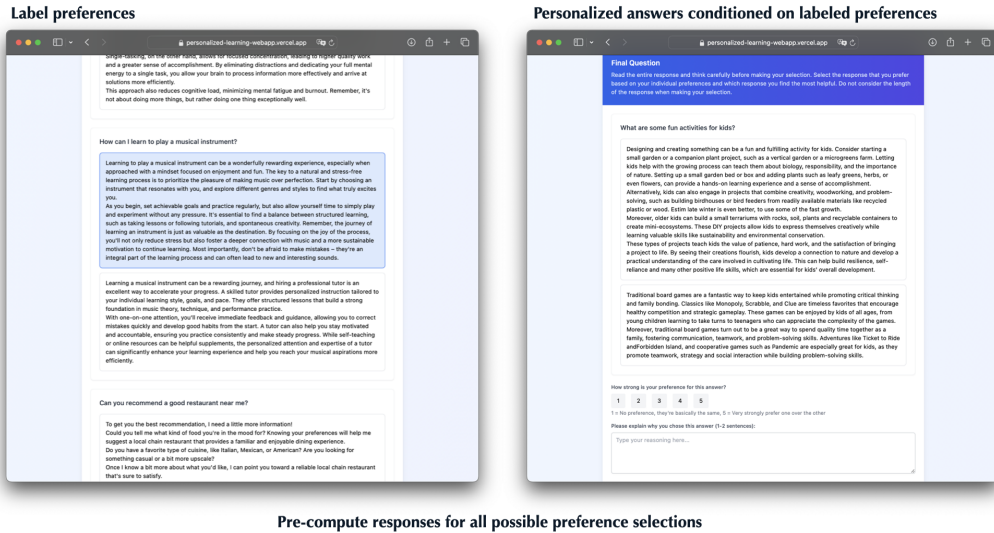 Label preferences
personalized-learning-webapp.vercel.app
Single-tasking, on the other hand, allows for focused concentration, leading to higher quality work
and a greater sense of accomplishment. By eliminating distractions and dedicating your full mental
energy to a single task, you allow your brain to process information more effectively and arrive at
solutions more efficiently.
This approach also reduces cognitive load, minimizing mental fatigue and burnout. Remember, it's
not about doing more things, but rather doing one thing exceptionally well.
How can I learn to play a musical instrument?
Learning to play a musical instrument can be a wonderfully rewarding experience, especially when
approached with a mindset focused on enjoyment and fun. The key to a natural and stress-free
learning process is to prioritize the pleasure of making music over perfection. Start by choosing an
instrument that resonates with you, and explore different genres and styles to find what truly excites
you.
As you begin, set achievable goals and practice regularly, but also allow yourself time to simply play
and experiment without any pressure. It's essential to find a balance between structured learning,
such as taking lessons or following tutorials, and spontaneous creativity. Remember, the journey of
learning an instrument is just as valuable as the destination. By focusing on the joy of the process,
you'll not only reduce stress but also foster a deeper connection with music and a more sustainable
motivation to continue learning. Most importantly, don't be afraid to make mistakes – they're an
integral part of the learning process and can often lead to new and interesting sounds.
Learning a musical instrument can be a rewarding journey, and hiring a professional tutor is an
excellent way to accelerate your progress. A skilled tutor provides personalized instruction tailored to
your individual learning style, goals, and pace. They offer structured lessons that build a strong
foundation in music theory, technique, and performance practice.
With one-on-one attention, you'll receive immediate feedback and guidance, allowing you to correct
mistakes quickly and develop good habits from the start. A tutor can also help you stay motivated
and accountable, ensuring you practice consistently and make steady progress. While self-teaching
or online resources can be helpful supplements, the personalized attention and expertise of a tutor
can significantly enhance your learning experience and help you reach your musical aspirations more
efficiently.
Can you recommend a good restaurant near me?
To get you the best recommendation, I need a little more information!
Could you tell me what kind of food you're in the mood for? Knowing your preferences will help me
suggest a local chain restaurant that provides a familiar and enjoyable dining experience.
Do you have a favorite type of cuisine, like Italian, Mexican, or American? Are you looking for
something casual or a bit more upscale?
Once I know a bit more about what you'd like, I can point you toward a reliable local chain restaurant
that's sure to satisfy.
Personalized answers conditioned on labeled preferences
personalized-learning-webapp.vercel.app
Final Question
Read the entire response and think carefully before making your selection. Select the response that you prefer
based on your individual preferences and which response you find the most helpful. Do not consider the length
of the response when making your selection.
What are some fun activities for kids?
Designing and creating something can be a fun and fulfilling activity for kids. Consider starting a
small garden or a companion plant project, such as a vertical garden or a microgreens farm. Letting
kids help with the growing process can teach them about biology, responsibility, and the importance
of nature. Setting up a small garden bed or box and adding plants such as leafy greens, herbs, or
even flowers, can provide a hands-on learning experience and a sense of accomplishment.
Alternatively, kids can also engage in projects that combine creativity, woodworking, and problem-
solving, such as building birdhouses or bird feeders from readily available materials like recycled
plastic or wood. Estim late winter is even better, to use some of the fast growth.
Moreover, older kids can build a small terrariums with rocks, soil, plants and recyclable containers to
create mini-ecosystems. These DIY projects allow kids to express themselves creatively while
learning valuable skills like sustainability and environmental conservation.
These types of projects teach kids the value of patience, hard work, and the satisfaction of bringing
a project to life. By seeing their creations flourish, kids develop a connection to nature and develop a
practical understanding of the care involved in cultivating life. This can help build resilience, self-
reliance and many other positive life skills, which are essential for kids' overall development.
Traditional board games are a fantastic way to keep kids entertained while promoting critical thinking
and family bonding. Classics like Monopoly, Scrabble, and Clue are timeless favorites that encourage
healthy competition and strategic gameplay. These games can be enjoyed by kids of all ages, from
young children learning to take turns to teenagers who can appreciate the complexity of the games.
Moreover, traditional board games turn out to be a great way to spend quality time together as a
family, fostering communication, teamwork, and problem-solving skills. Adventures like Ticket to Ride
andForbidden Island, and cooperative games such as Pandemic are especially great for kids, as they
promote teamwork, strategy and social interaction while building problem-solving skills.
How strong is your preference for this answer?
1 2 3 4 5
1 = No preference, they're basically the same, 5 = Very strongly prefer one over the other
Please explain why you chose this answer (1-2 sentences):
Type your reasoning here...
Pre-compute responses for all possible preference selections